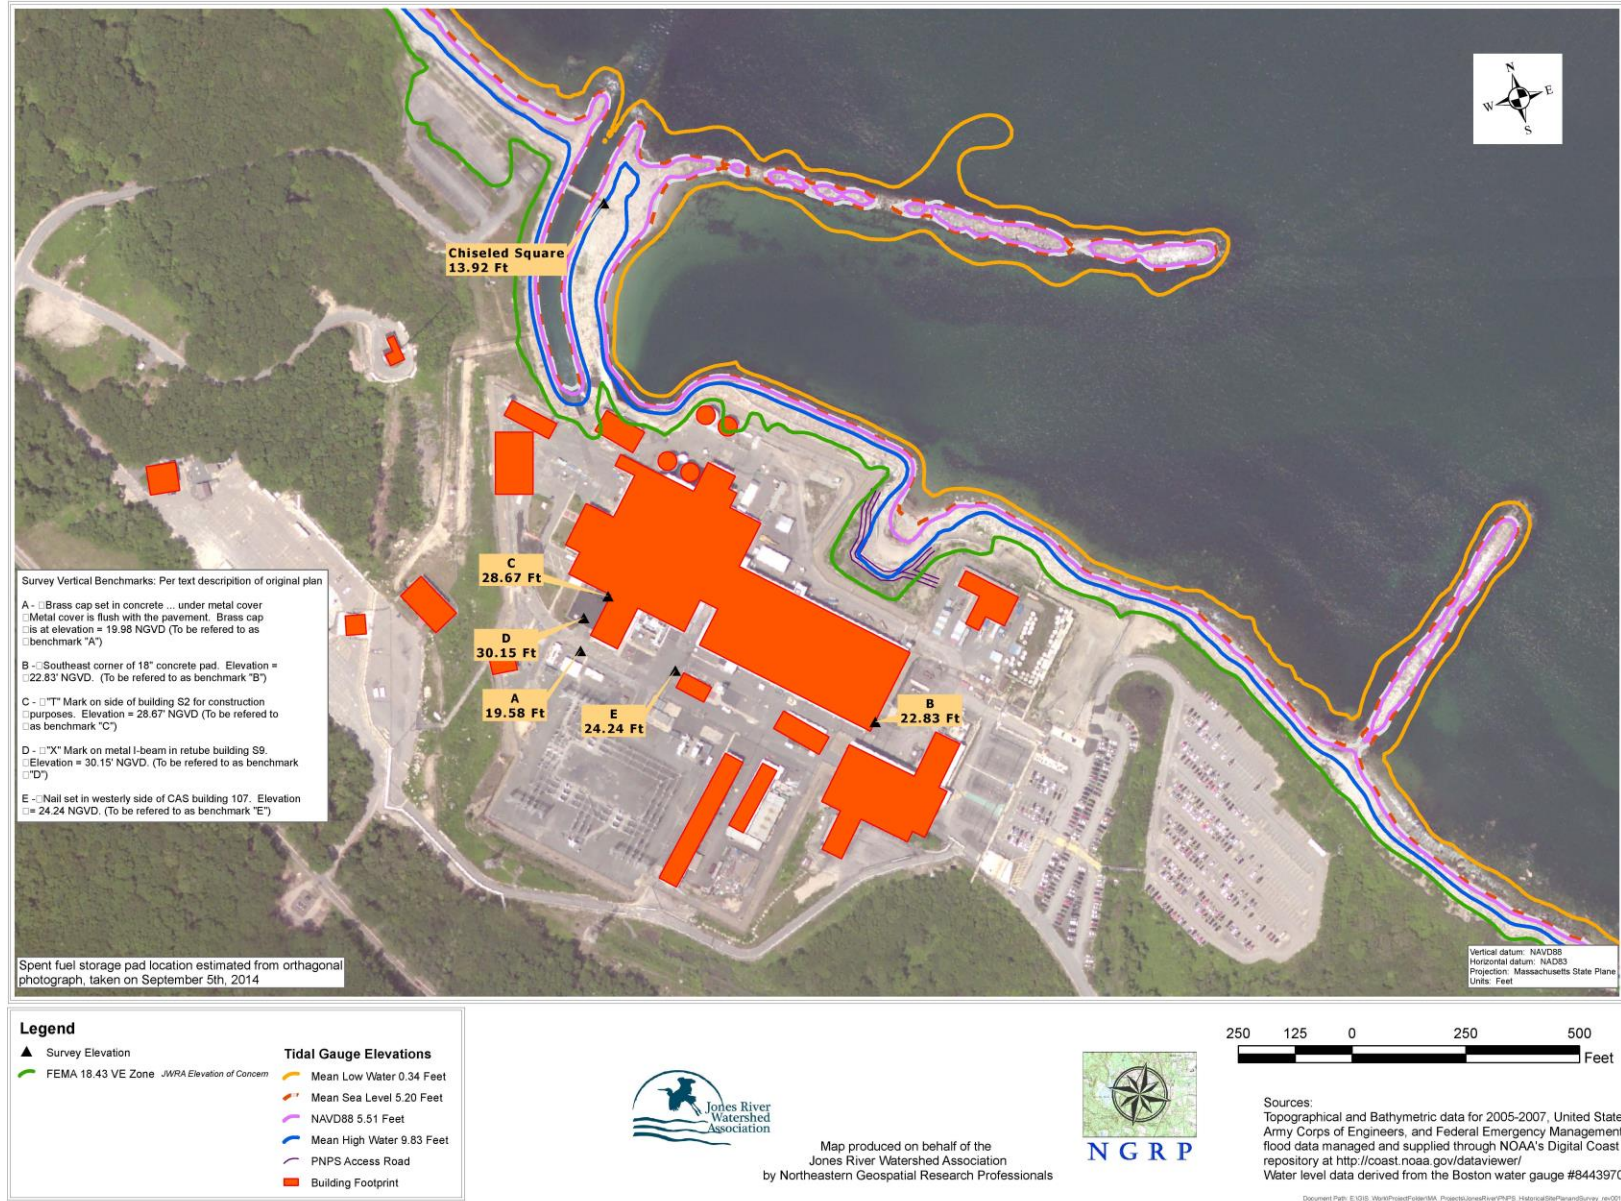 N
W
E
S
Chiseled Square
13.92 Ft
C
28.67 Ft
D
30.15 Ft
A
19.58 Ft
E
24.24 Ft
B
22.83 Ft
Survey Vertical Benchmarks: Per text descripition of original plan
A - □Brass cap set in concrete ... under metal cover
□Metal cover is flush with the pavement. Brass cap
□is at elevation = 19.98 NGVD (To be refered to as
□benchmark "A")
B -□Southeast corner of 18" concrete pad. Elevation =
□22.83' NGVD. (To be refered to as benchmark "B")
C - □"T" Mark on side of building S2 for construction
□purposes. Elevation = 28.67' NGVD (To be refered to
□as benchmark "C")
D - □"X" Mark on metal I-beam in retube building S9.
□Elevation = 30.15' NGVD. (To be refered to as benchmark
□"D")
E -□Nail set in westerly side of CAS building 107. Elevation
□= 24.24 NGVD. (To be refered to as benchmark "E")
Spent fuel storage pad location estimated from orthagonal
photograph, taken on September 5th, 2014
Vertical datum: NAVD88
Horizontal datum: NAD83
Projection: Massachusetts State Plane
Units: Feet
Legend
Survey Elevation
FEMA 18.43 VE Zone JWRA Elevation of Concern
Tidal Gauge Elevations
Mean Low Water 0.34 Feet
Mean Sea Level 5.20 Feet
NAVD88 5.51 Feet
Mean High Water 9.83 Feet
PNPS Access Road
Building Footprint
Jones River
Watershed
Association
Map produced on behalf of the
Jones River Watershed Association
by Northeastern Geospatial Research Professionals
NGRP
250 125 0 250 500
Feet
Sources:
Topographical and Bathymetric data for 2005-2007, United State
Army Corps of Engineers, and Federal Emergency Management
flood data managed and supplied through NOAA's Digital Coast
repository at http://coast.noaa.gov/dataviewer/
Water level data derived from the Boston water gauge #8443970